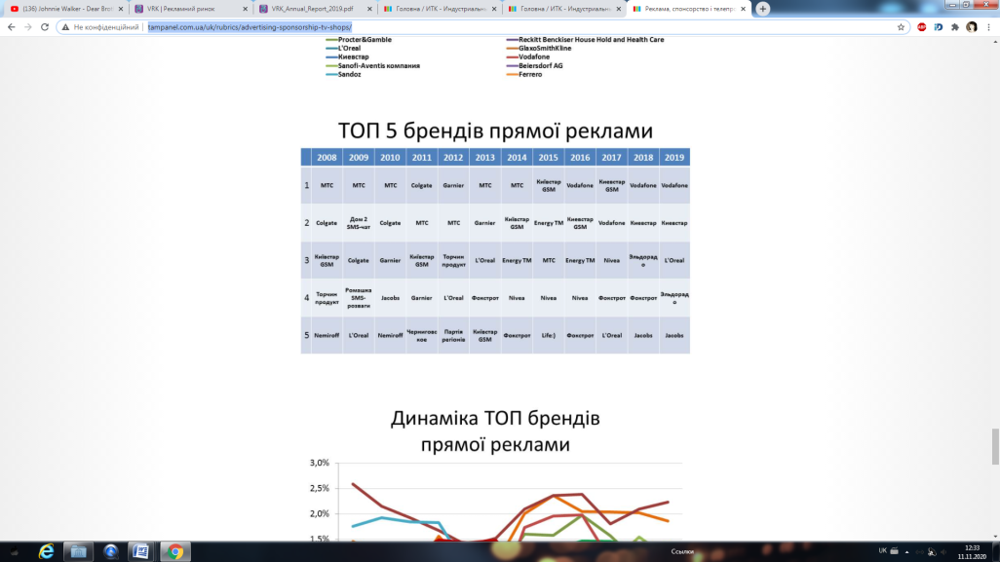 (136) Johnnie Walker - Dear Bro
VRK | Рекламний ринок
VRK_Annual_Report_2019.pdf
Головна / ИТК - Индустриальн
Головна / ИТК - Индустриальн
Реклама, спонсорство і телепр
Не конфіденційний
tampanel.com.ua/uk/rubrics/advertising-sponsorship-tv-shops/
Procter&Gamble Reckitt Benckiser House Hold and Health Care
L'Oreal GlaxoSmithKline
Киевстар Vodafone
Sanofi-Aventis компания Beiersdorf AG
Sandoz Ferrero
ТОП 5 брендів прямої реклами
2008 2009 2010 2011 2012 2013 2014 2015 2016 2017 2018 2019
1 МТС МТС МТС Colgate Garnier МТС МТС Київстар GSM Vodafone Киевстар GSM Vodafone Vodafone
2 Colgate Дом 2 SMS-чат Colgate МТС МТС Garnier Київстар GSM Energy TM Киевстар GSM Vodafone Киевстар Киевстар
3 Київстар GSM Colgate Garnier Київстар GSM Торчин продукт L'Oreal Energy TM МТС Energy TM Nivea Эльдорадо L'Oreal
4 Торчин продукт Ромашка SMS-розваги Jacobs Garnier L'Oreal Фокстрот Nivea Nivea Nivea Фокстрот Фокстрот Эльдорадо
5 Nemiroff L'Oreal Nemiroff Черниговское Партія регіонів Київстар GSM Фокстрот Life:) Фокстрот L'Oreal Jacobs Jacobs
Динаміка ТОП брендів
прямої реклами
3,0%
2,5%
2,0%
1,5%
Ссылки
UK
12:33
11.11.2020